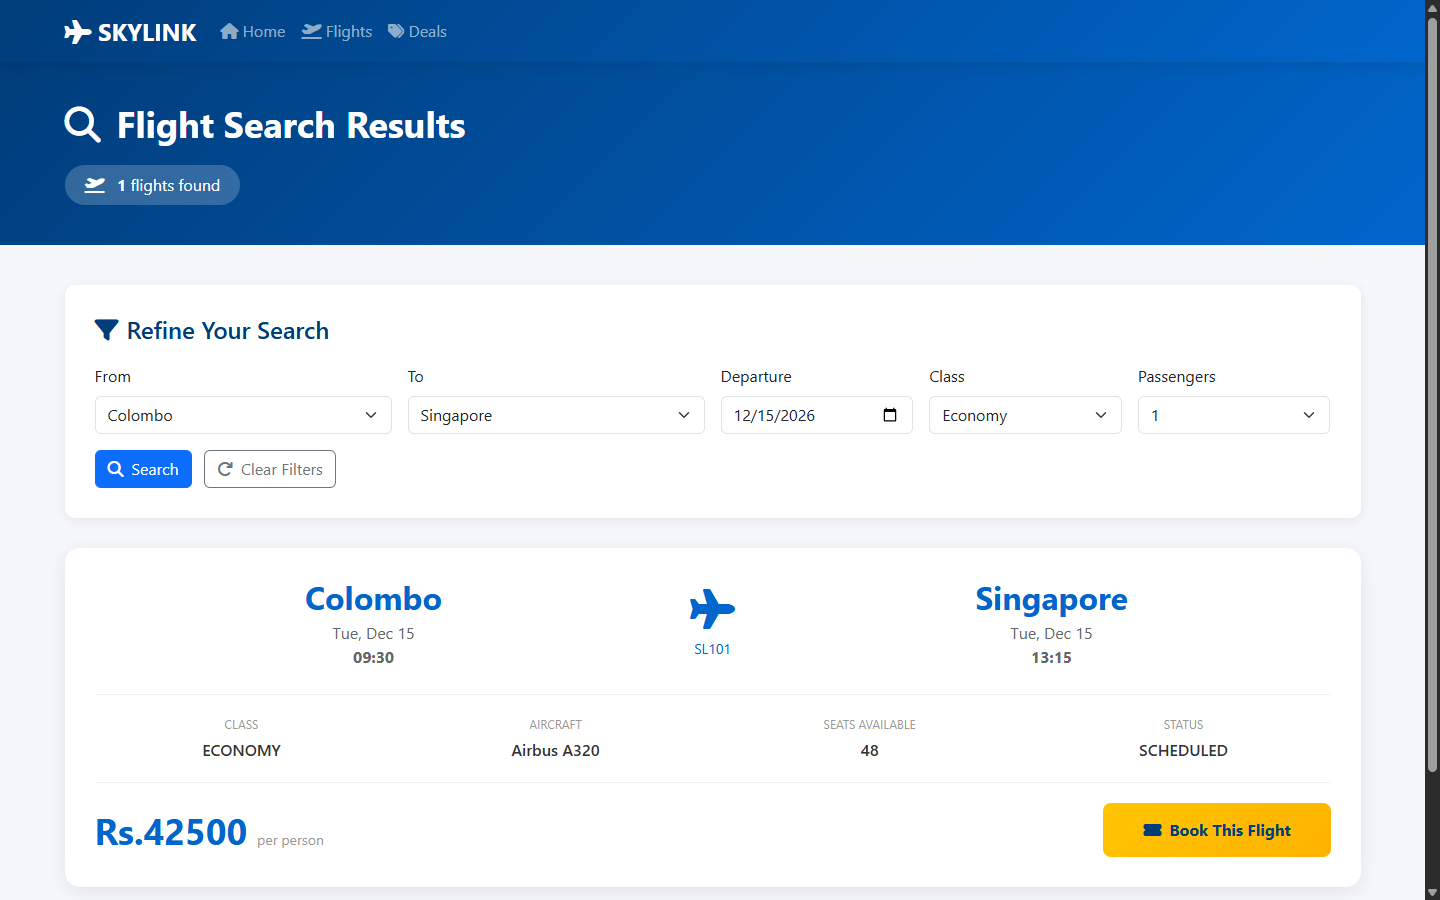 SKYLINK Home Flights Deals
Flight Search Results
1 flights found
Refine Your Search
From To Departure Class Passengers
Colombo Singapore 12/15/2026 Economy 1
Search Clear Filters
Colombo Singapore
Tue, Dec 15 Tue, Dec 15
09:30 SL101 13:15
CLASS AIRCRAFT SEATS AVAILABLE STATUS
ECONOMY Airbus A320 48 SCHEDULED
Rs.42500 per person Book This Flight